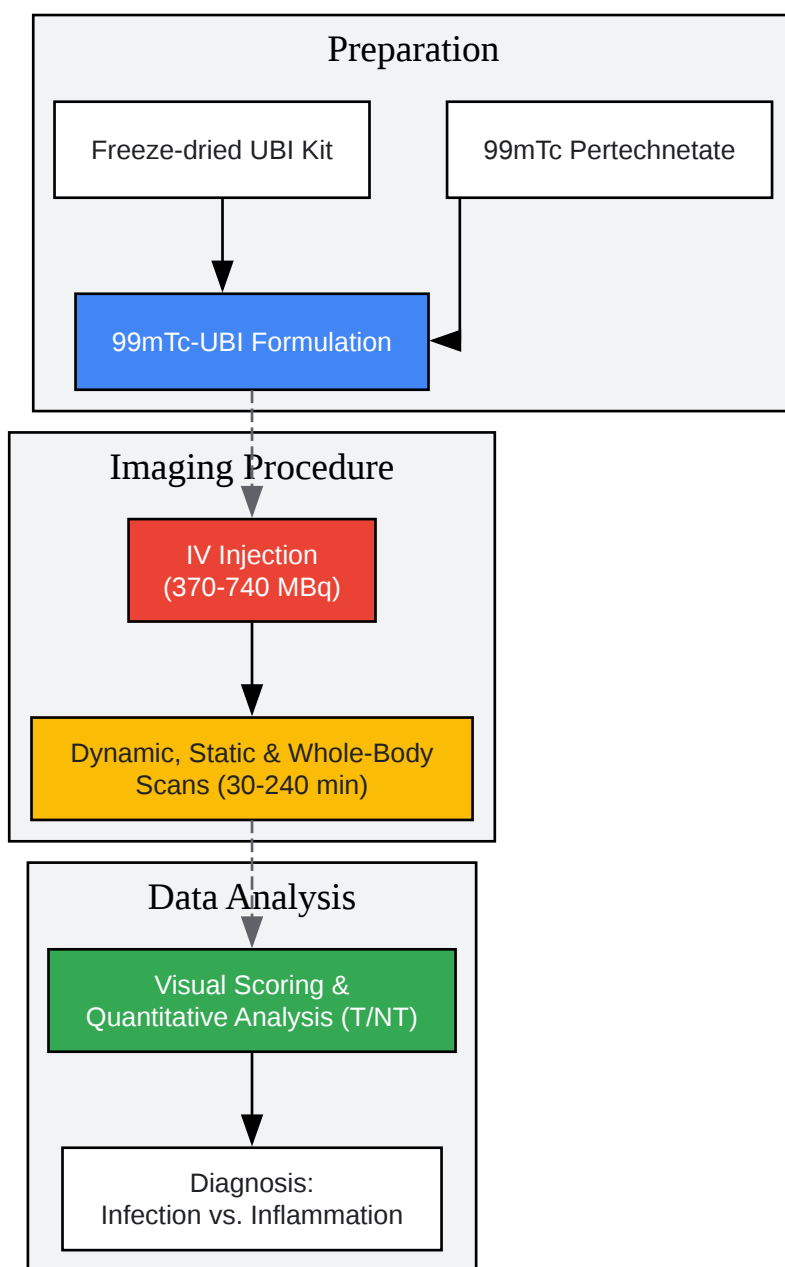 Preparation
Freeze-dried UBI Kit
99mTc Pertechnetate
99mTc-UBI Formulation
Imaging Procedure
IV Injection
(370-740 MBq)
Dynamic, Static & Whole-Body
Scans (30-240 min)
Data Analysis
Visual Scoring &
Quantitative Analysis (T/NT)
Diagnosis:
Infection vs. Inflammation